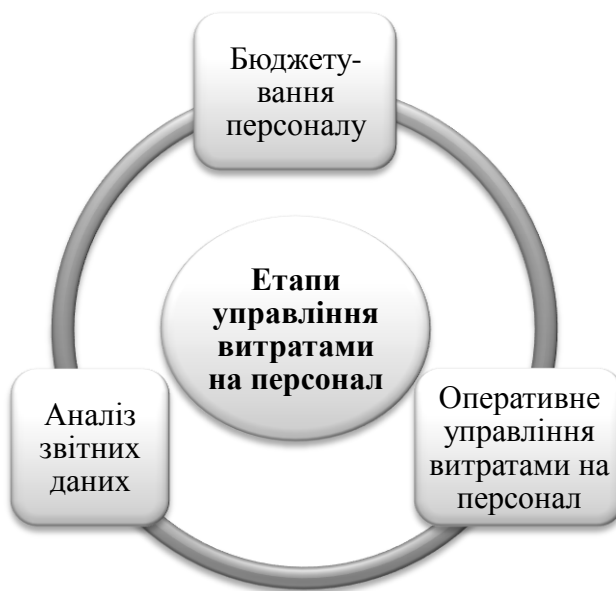 Бюджету-
вання
персоналу
Етапи
управління
витратами
на персонал
Аналіз
звітних
даних
Оперативне
управління
витратами на
персонал